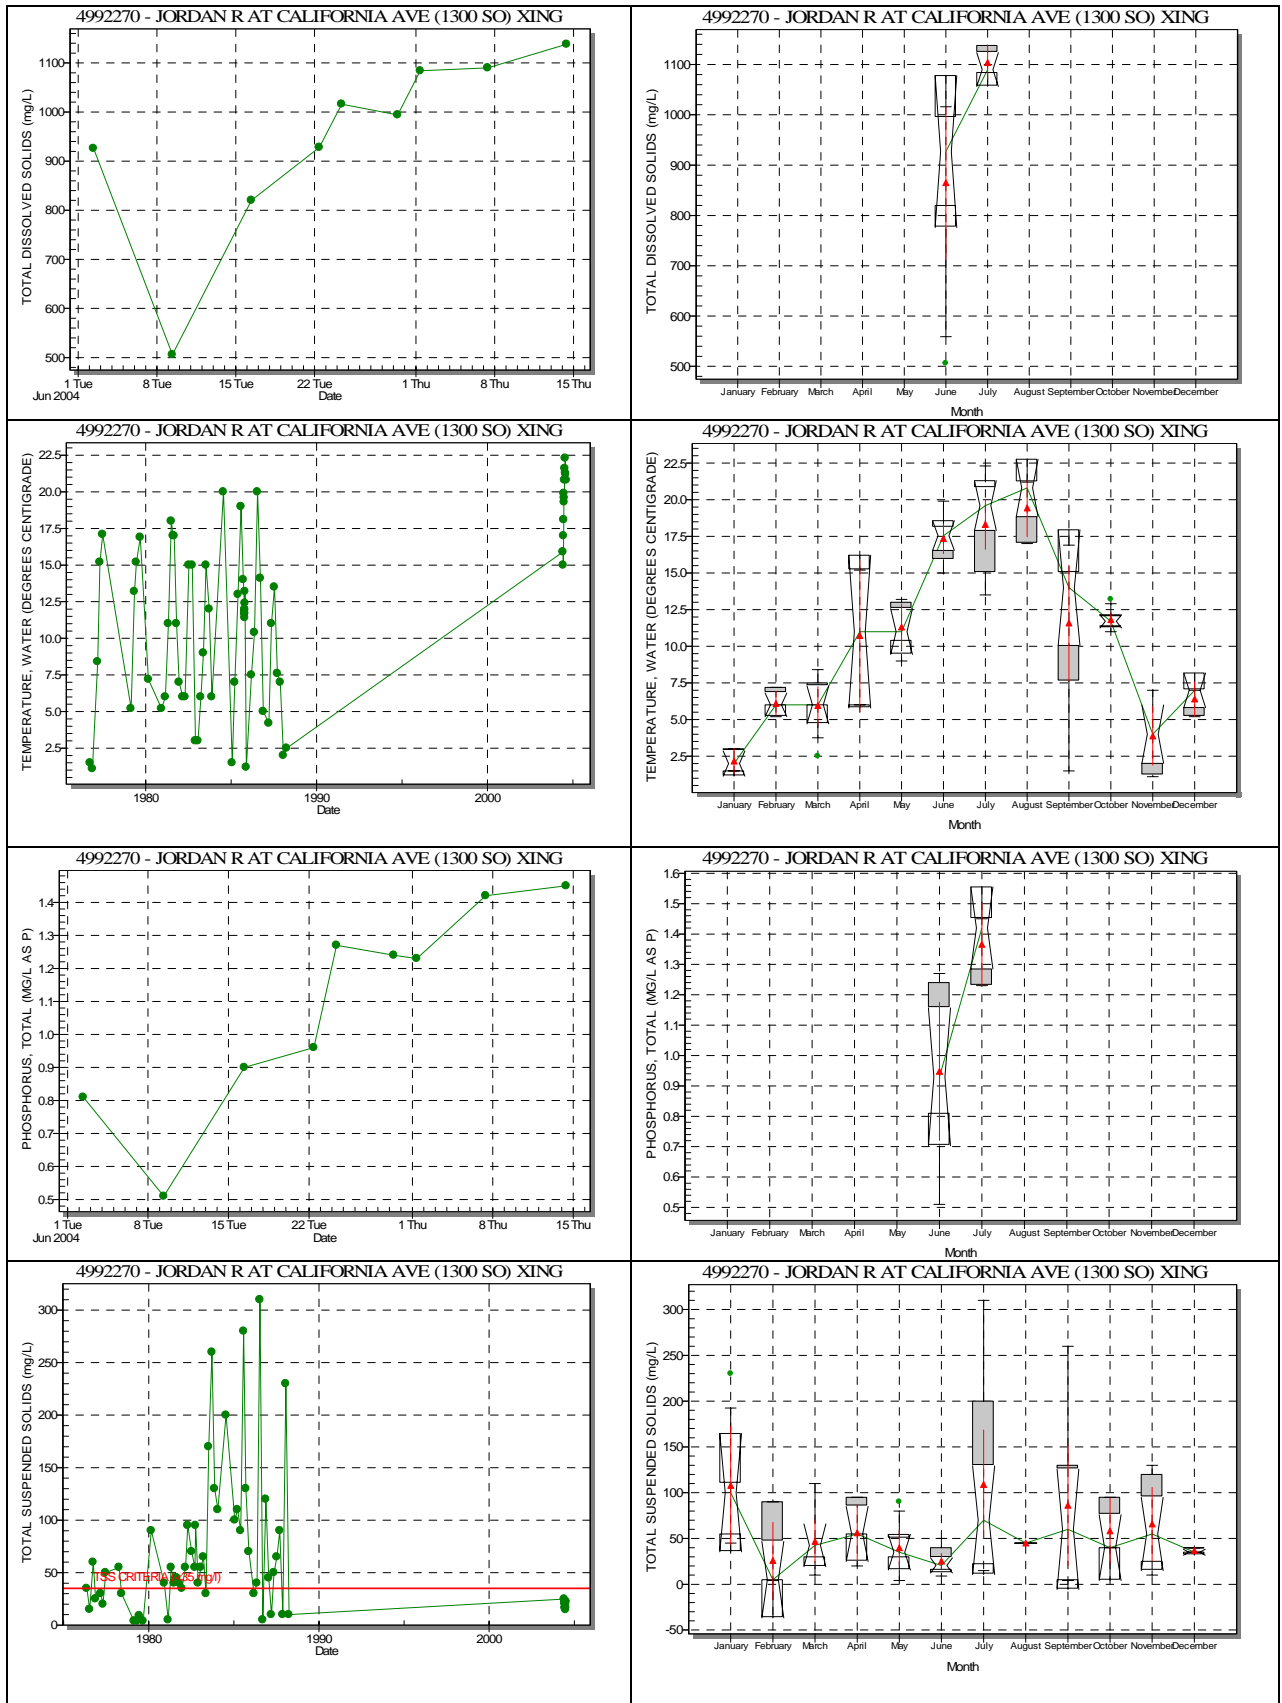 4992270 - JORDAN R AT CALIFORNIA AVE (1300 SO) XING
TOTAL DISSOLVED SOLIDS (mg/L)
1100
1000
900
800
700
600
500
1 Tue 8 Tue 15 Tue 22 Tue 1 Thu 8 Thu 15 Thu
Jun 2004 Date
4992270 - JORDAN R AT CALIFORNIA AVE (1300 SO) XING
TOTAL DISSOLVED SOLIDS (mg/L)
1100
1000
900
800
700
600
500
January February March April May June July August September October November December
Month
4992270 - JORDAN R AT CALIFORNIA AVE (1300 SO) XING
TEMPERATURE, WATER (DEGREES CENTIGRADE)
22.5
20.0
17.5
15.0
12.5
10.0
7.5
5.0
2.5
1980 1990 2000
Date
4992270 - JORDAN R AT CALIFORNIA AVE (1300 SO) XING
TEMPERATURE, WATER (DEGREES CENTIGRADE)
22.5
20.0
17.5
15.0
12.5
10.0
7.5
5.0
2.5
January February March April May June July August September October November December
Month
4992270 - JORDAN R AT CALIFORNIA AVE (1300 SO) XING
PHOSPHORUS, TOTAL (MG/L AS P)
1.4
1.3
1.2
1.1
1.0
0.9
0.8
0.7
0.6
0.5
1 Tue 8 Tue 15 Tue 22 Tue 1 Thu 8 Thu 15 Thu
Jun 2004 Date
4992270 - JORDAN R AT CALIFORNIA AVE (1300 SO) XING
PHOSPHORUS, TOTAL (MG/L AS P)
1.6
1.5
1.4
1.3
1.2
1.1
1.0
0.9
0.8
0.7
0.6
0.5
January February March April May June July August September October November December
Month
4992270 - JORDAN R AT CALIFORNIA AVE (1300 SO) XING
TOTAL SUSPENDED SOLIDS (mg/L)
300
250
200
150
100
50
0
TSS CRITERIA (35 mg/l)
1980 1990 2000
Date
4992270 - JORDAN R AT CALIFORNIA AVE (1300 SO) XING
TOTAL SUSPENDED SOLIDS (mg/L)
300
250
200
150
100
50
0
-50
January February March April May June July August September October November December
Month